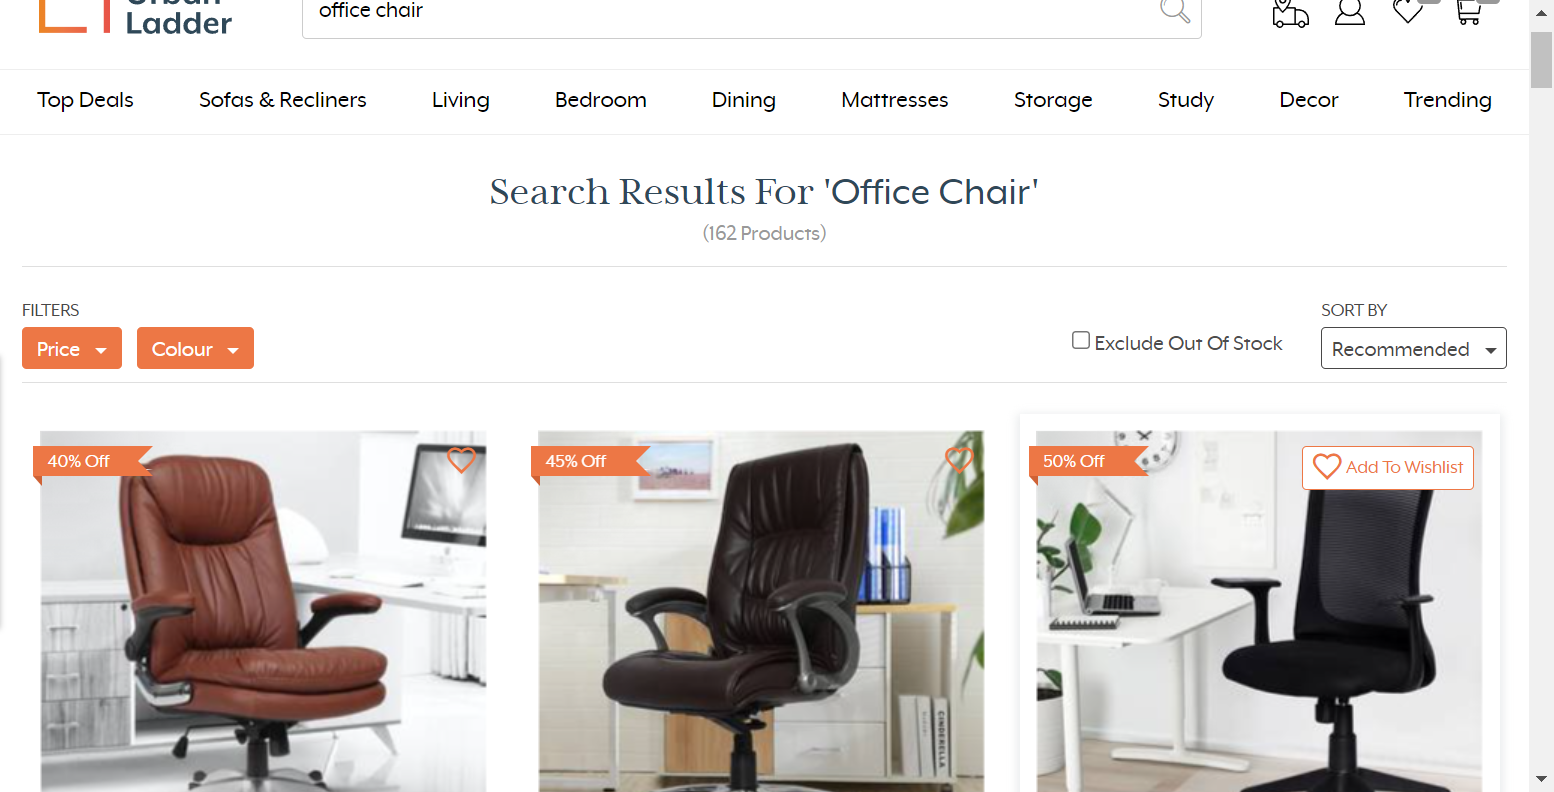 Urban
Ladder
office chair
Top Deals
Sofas & Recliners
Living
Bedroom
Dining
Mattresses
Storage
Study
Decor
Trending
Search Results For 'Office Chair'
(162 Products)
FILTERS
Price
Colour
Exclude Out Of Stock
SORT BY
Recommended
40% Off
45% Off
50% Off
Add To Wishlist
CINDERELLA